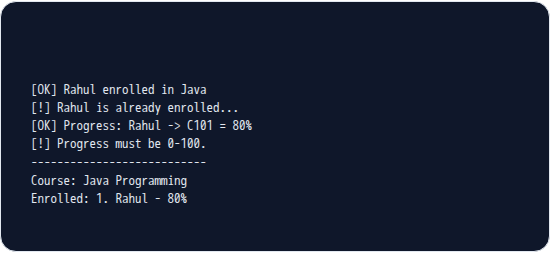 [OK] Rahul enrolled in Java
[!] Rahul is already enrolled...
[OK] Progress: Rahul -> C101 = 80%
[!] Progress must be 0-100.
---------------------------
Course: Java Programming
Enrolled: 1. Rahul - 80%